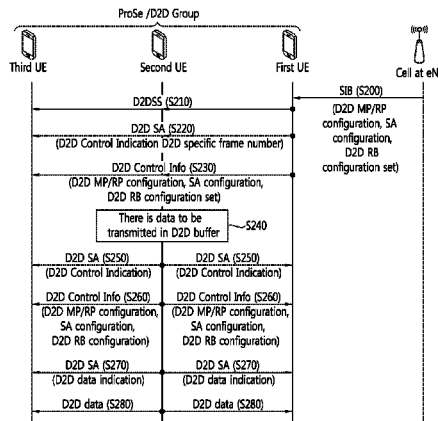 ProSe /D2D Group
Third UE
Second UE
First UE
Cell at eN
SIB (S200)
(D2D MP/RP
configuration, SA
configuration,
D2D RB
configuration set)
D2DSS (S210)
D2D SA (S220)
(D2D Control Indication D2D specific frame number)
D2D Control Info (S230)
(D2D MP/RP configuration, SA configuration,
D2D RB configuration set)
There is data to be
transmitted in D2D buffer
S240
D2D SA (S250)
(D2D Control Indication)
D2D SA (S250)
(D2D Control Indication)
D2D Control Info (S260)
(D2D MP/RP configuration,
SA configuration,
D2D RB configuration)
D2D Control Info (S260)
(D2D MP/RP configuration,
SA configuration,
D2D RB configuration)
D2D SA (S270)
(D2D data indication)
D2D SA (S270)
(D2D data indication)
D2D data (S280)
D2D data (S280)